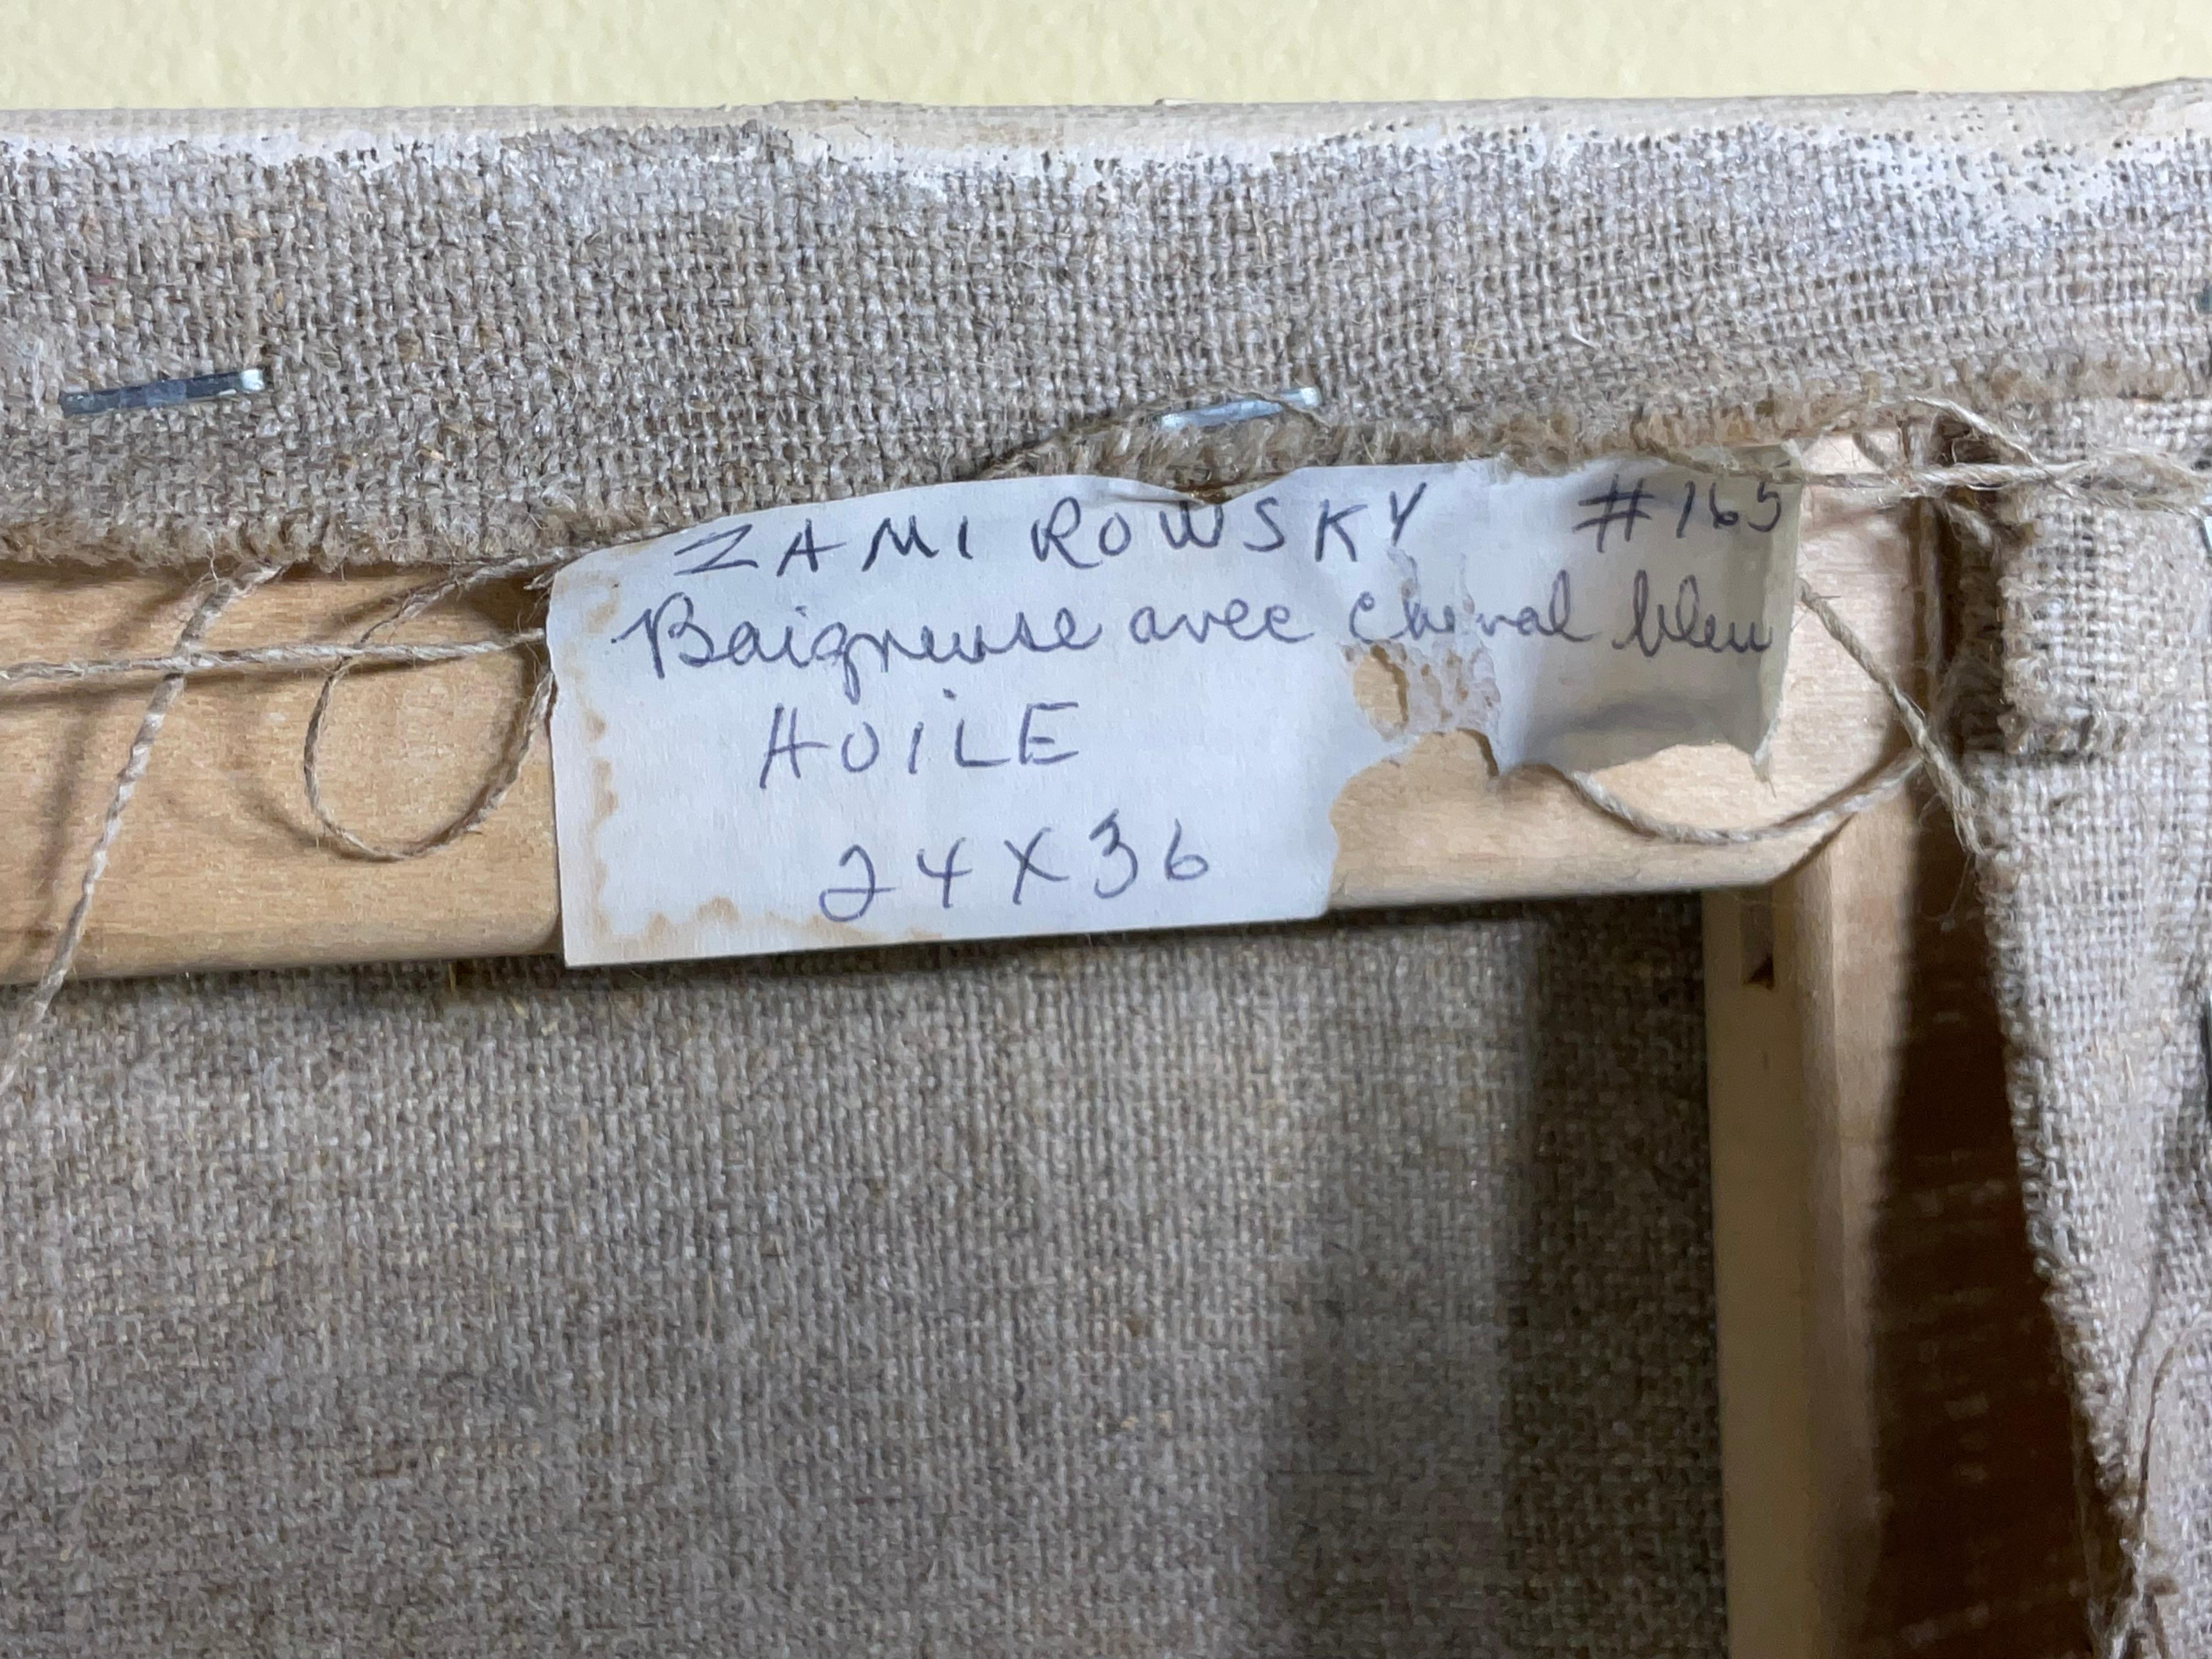 ZAMIROWSKY #165
Baigneuse avec cheval bleu
HUILE
24X36